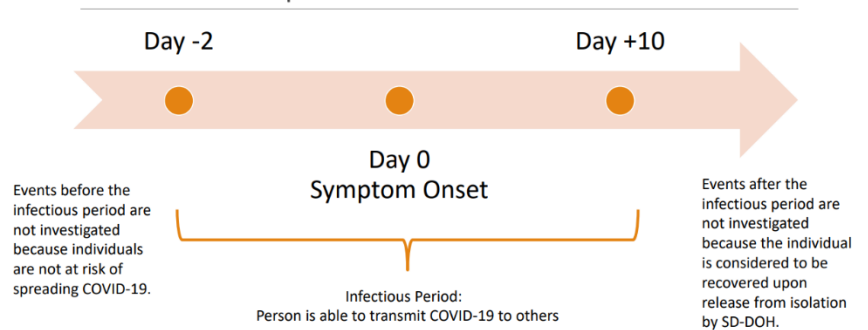 Day -2
Day +10
Day 0
Symptom Onset
Events before the
infectious period are
not investigated
because individuals
are not at risk of
spreading COVID-19.
Infectious Period:
Person is able to transmit COVID-19 to others
Events after the
infectious period are
not investigated
because the individual
is considered to be
recovered upon
release from isolation
by SD-DOH.